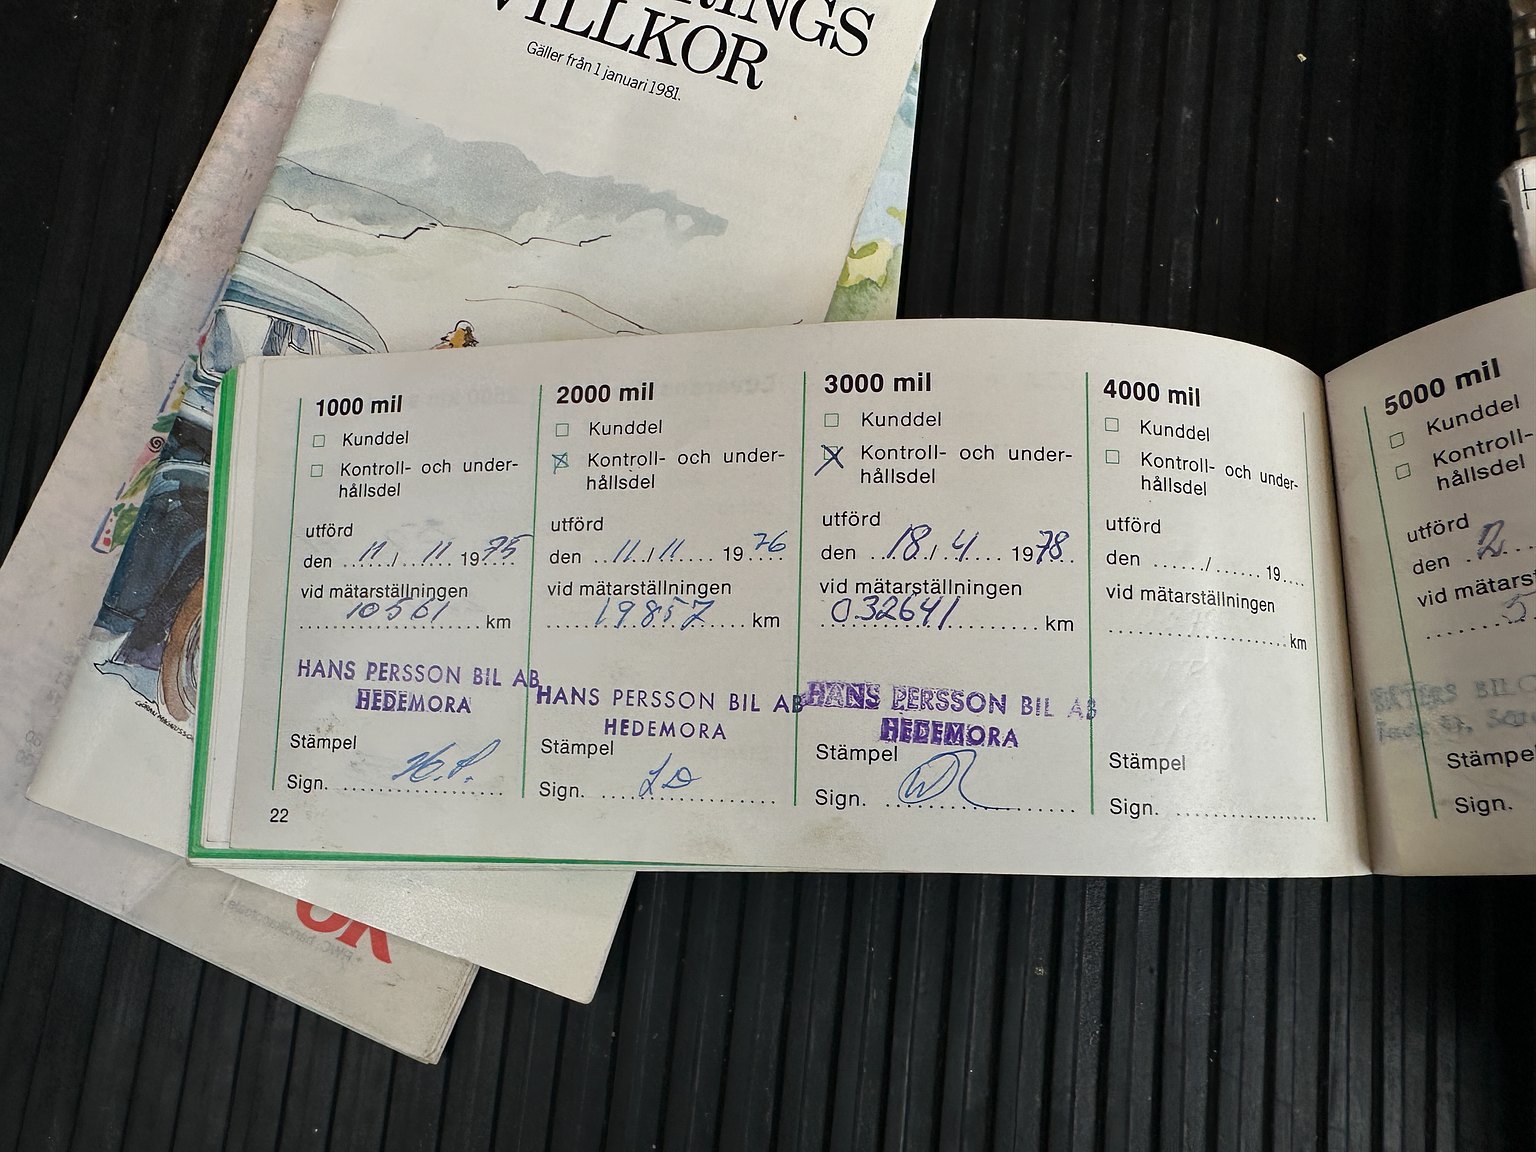 VILLKOR
Gäller från 1 januari 1981.
1000 mil
Kunddel
Kontroll- och under-
hållsdel
utförd
den 11/11 1975
vid mätarställningen
10561 km
HANS PERSSON BIL AB
HEDEMORA
Stämpel
Sign. H.P.
22
2000 mil
Kunddel
Kontroll- och under-
hållsdel
utförd
den 11/11 1976
vid mätarställningen
19857 km
HANS PERSSON BIL AB
HEDEMORA
Stämpel
Sign.
3000 mil
Kunddel
Kontroll- och under-
hållsdel
utförd
den 18/4 1978
vid mätarställningen
032641 km
HANS PERSSON BIL AB
HEDEMORA
Stämpel
Sign.
4000 mil
Kunddel
Kontroll- och under-
hållsdel
utförd
den ....../...... 19....
vid mätarställningen
km
Stämpel
Sign.
5000 mil
Kunddel
Kontroll-
hållsdel
utförd
den 2
vid mätarst
Stämpe
Sign.